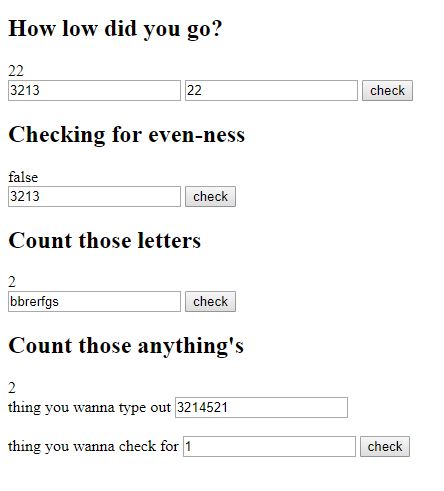 How low did you go?
22
3213 22 check
Checking for even-ness
false
3213 check
Count those letters
2
bbrerfgs check
Count those anything's
2
thing you wanna type out 3214521
thing you wanna check for 1 check